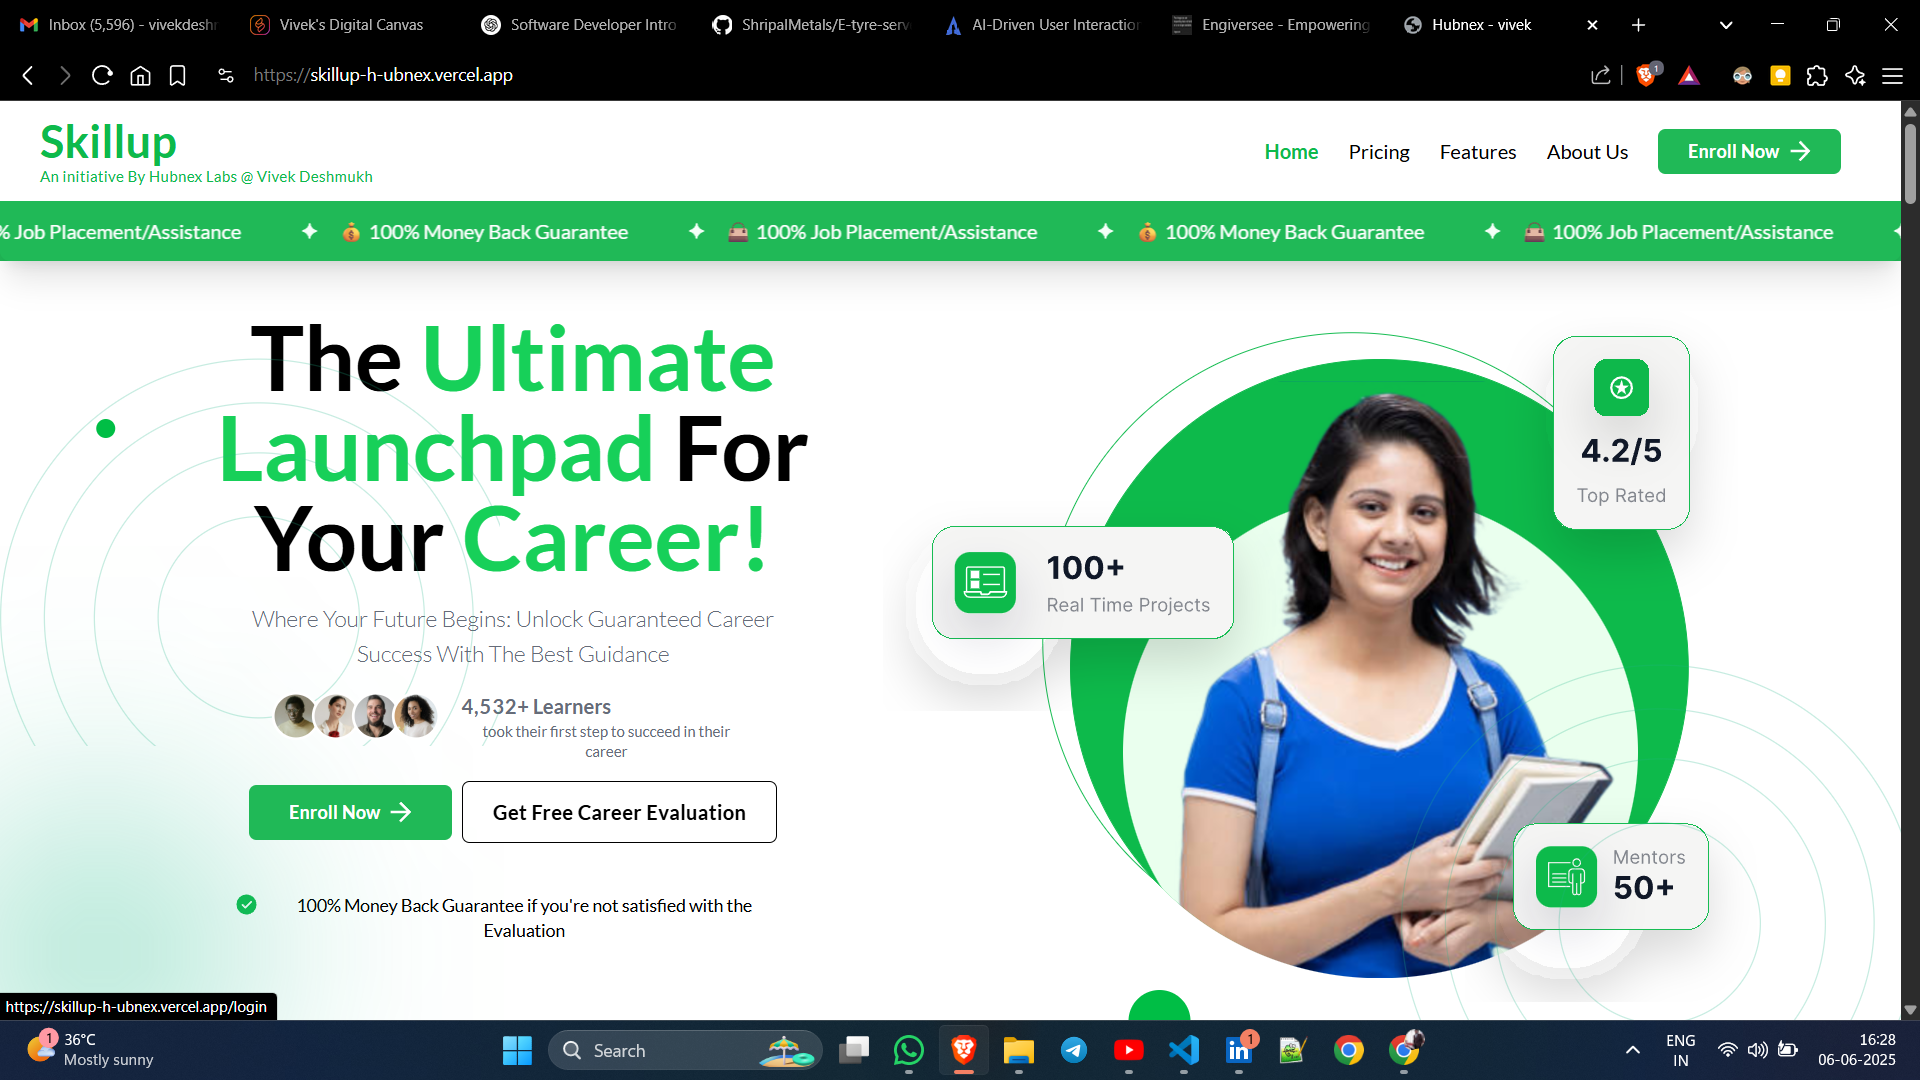 Inbox (5,596) - vivekdeshm
Vivek's Digital Canvas
Software Developer Intro
ShripalMetals/E-tyre-serv
AI-Driven User Interaction
Engiversee - Empowering
Hubnex - vivek
https://skillup-h-ubnex.vercel.app
1
Skillup
An initiative By Hubnex Labs @ Vivek Deshmukh
Home
Pricing
Features
About Us
Enroll Now
% Job Placement/Assistance
100% Money Back Guarantee
100% Job Placement/Assistance
100% Money Back Guarantee
100% Job Placement/Assistance
The Ultimate
Launchpad For
Your Career!
Where Your Future Begins: Unlock Guaranteed Career
Success With The Best Guidance
4,532+ Learners
took their first step to succeed in their
career
Enroll Now
Get Free Career Evaluation
100% Money Back Guarantee if you're not satisfied with the
Evaluation
4.2/5
Top Rated
100+
Real Time Projects
Mentors
50+
https://skillup-h-ubnex.vercel.app/login
1
36°C
Mostly sunny
Search
1
ENG
IN
16:28
06-06-2025